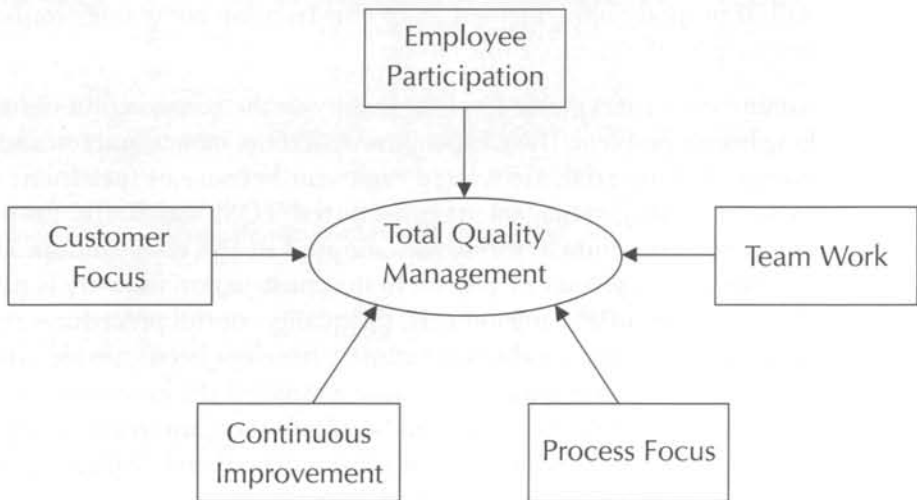 Employee
Participation
Customer
Focus
Total Quality
Management
Team Work
Continuous
Improvement
Process Focus